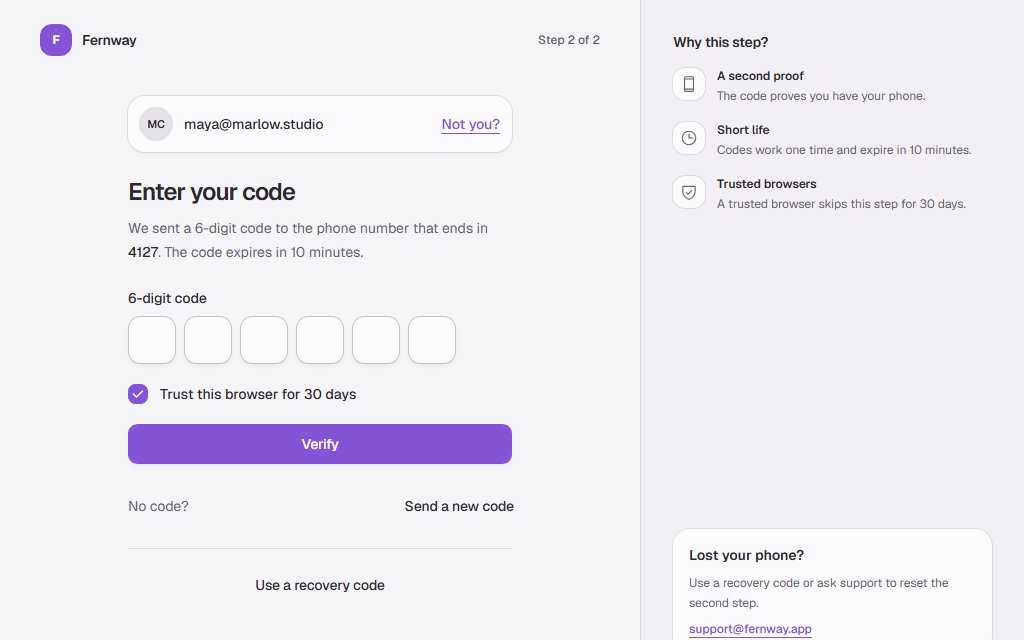 F
Fernway
Step 2 of 2
MC
maya@marlow.studio
Not you?
Enter your code
We sent a 6-digit code to the phone number that ends in
4127. The code expires in 10 minutes.
6-digit code
Trust this browser for 30 days
Verify
No code?
Send a new code
Use a recovery code
Why this step?
A second proof
The code proves you have your phone.
Short life
Codes work one time and expire in 10 minutes.
Trusted browsers
A trusted browser skips this step for 30 days.
Lost your phone?
Use a recovery code or ask support to reset the
second step.
support@fernway.app